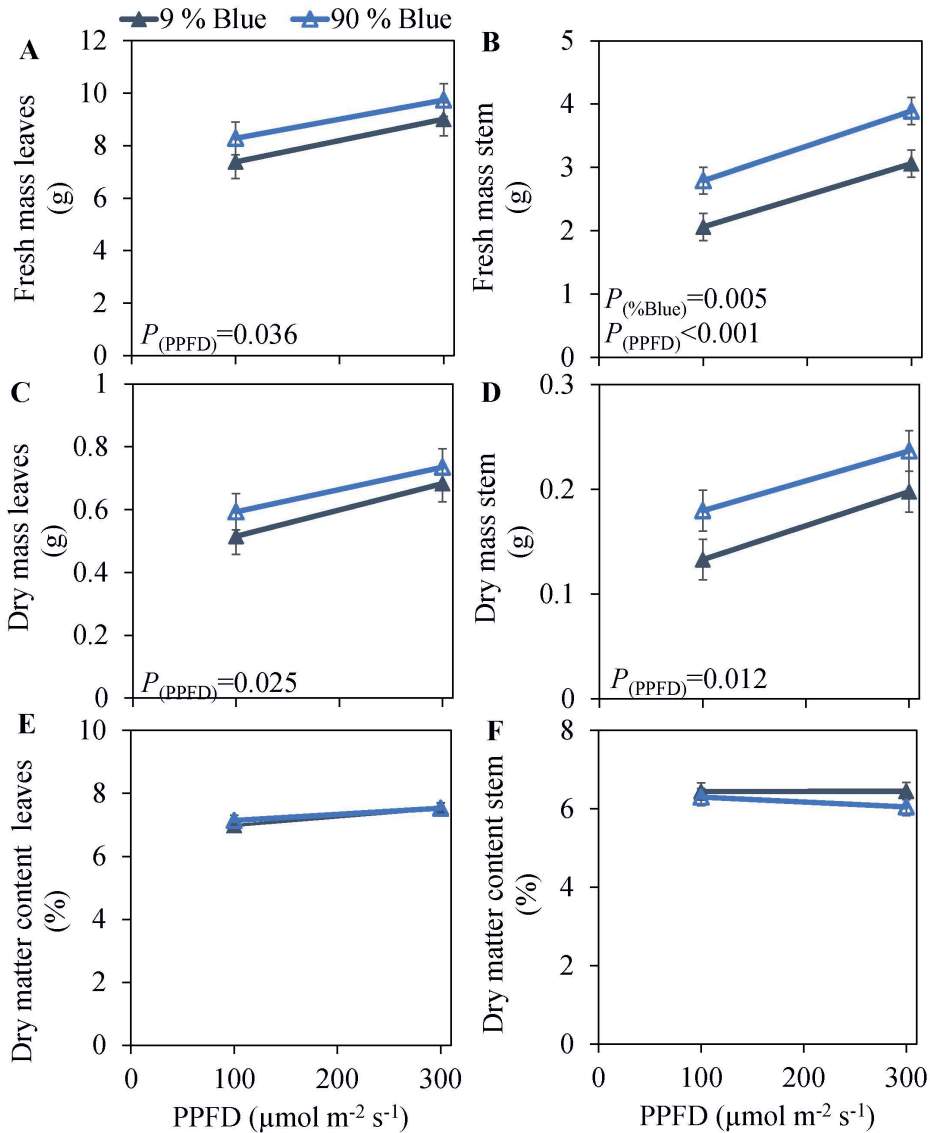 9 % Blue 90 % Blue
A
12
10
8
6
4
2
0
Fresh mass leaves
(g)
P(PPFD)=0.036
B
5
4
3
2
1
0
Fresh mass stem
(g)
P(%Blue)=0.005
P(PPFD)<0.001
C
1
0.8
0.6
0.4
0.2
0
Dry mass leaves
(g)
P(PPFD)=0.025
D
0.3
0.2
0.1
0
Dry mass stem
(g)
P(PPFD)=0.012
E
10
8
6
4
2
0
Dry matter content leaves
(%)
0 100 200 300
PPFD (μmol m-2 s-1)
F
8
6
4
2
0
Dry matter content stem
(%)
0 100 200 300
PPFD (μmol m-2 s-1)